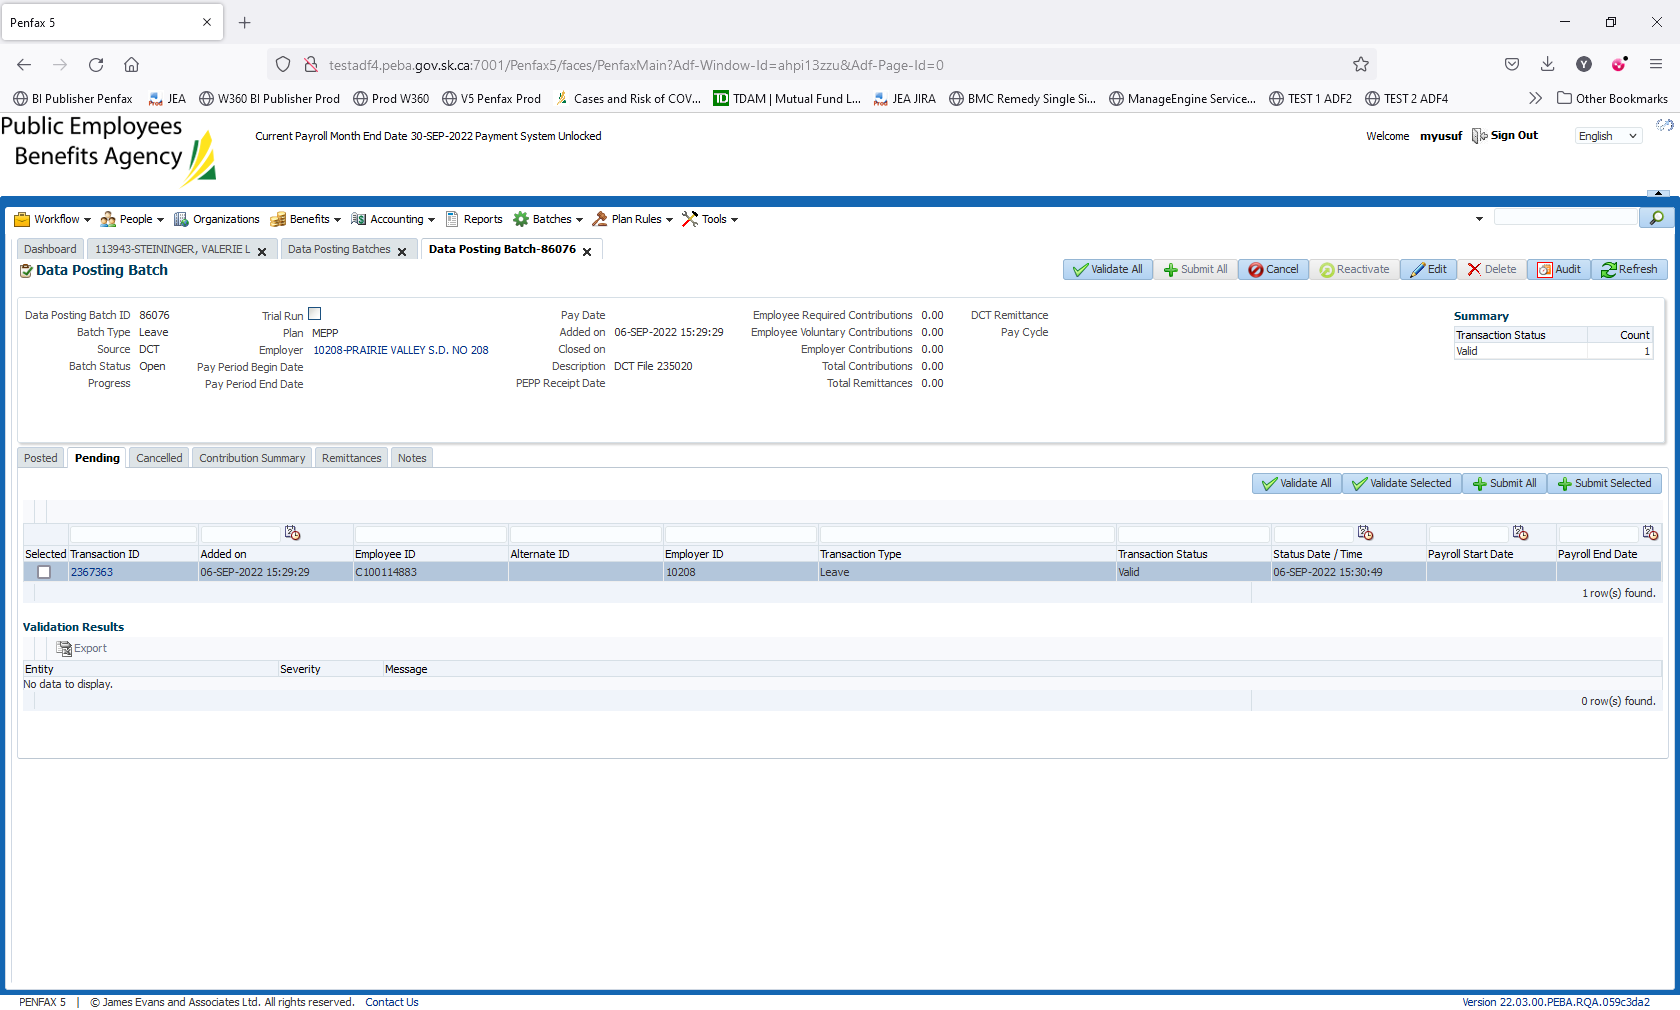 Penfax 5
testadf4.peba.gov.sk.ca:7001/Penfax5/faces/PenfaxMain?Adf-Window-Id=ahpi13zzu&Adf-Page-Id=0
BI Publisher Penfax JEA W360 BI Publisher Prod Prod W360 V5 Penfax Prod Cases and Risk of COV... TDAM | Mutual Fund L... JEA JIRA BMC Remedy Single Si... ManageEngine Service... TEST 1 ADF2 TEST 2 ADF4 Other Bookmarks
Public Employees
Benefits Agency
Current Payroll Month End Date 30-SEP-2022 Payment System Unlocked
Welcome myusuf Sign Out English
Workflow People Organizations Benefits Accounting Reports Batches Plan Rules Tools
Dashboard 113943-STEININGER, VALERIE L Data Posting Batches Data Posting Batch-86076
Data Posting Batch
Validate All Submit All Cancel Reactivate Edit Delete Audit Refresh
Data Posting Batch ID 86076 Trial Run Pay Date Employee Required Contributions 0.00 DCT Remittance Summary
Batch Type Leave Plan MEPP Added on 06-SEP-2022 15:29:29 Employee Voluntary Contributions 0.00 Pay Cycle Transaction Status Count
Source DCT Employer 10208-PRAIRIE VALLEY S.D. NO 208 Closed on Employer Contributions 0.00 Valid 1
Batch Status Open Pay Period Begin Date Description DCT File 235020 Total Contributions 0.00
Progress Pay Period End Date PEPP Receipt Date Total Remittances 0.00
Posted Pending Cancelled Contribution Summary Remittances Notes
Validate All Validate Selected Submit All Submit Selected
Selected Transaction ID Added on Employee ID Alternate ID Employer ID Transaction Type Transaction Status Status Date / Time Payroll Start Date Payroll End Date
2367363 06-SEP-2022 15:29:29 C100114883 10208 Leave Valid 06-SEP-2022 15:30:49
1 row(s) found.
Validation Results
Export
Entity Severity Message
No data to display.
0 row(s) found.
PENFAX 5 | © James Evans and Associates Ltd. All rights reserved. Contact Us Version 22.03.00.PEBA.RQA.059c3da2